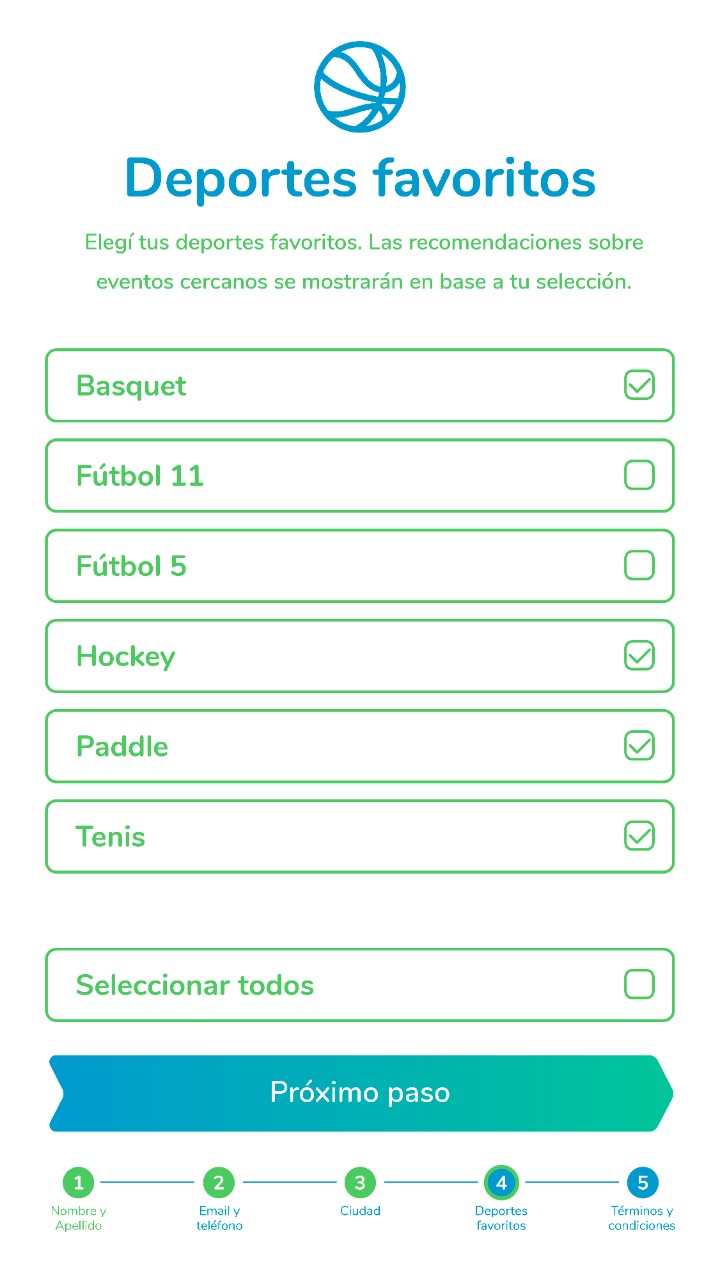 Deportes favoritos
Elegí tus deportes favoritos. Las recomendaciones sobre
eventos cercanos se mostrarán en base a tu selección.
Basquet
Fútbol 11
Fútbol 5
Hockey
Paddle
Tenis
Seleccionar todos
Próximo paso
1 2 3 4 5
Nombre y Email y Ciudad Deportes Términos y
Apellido teléfono favoritos condiciones